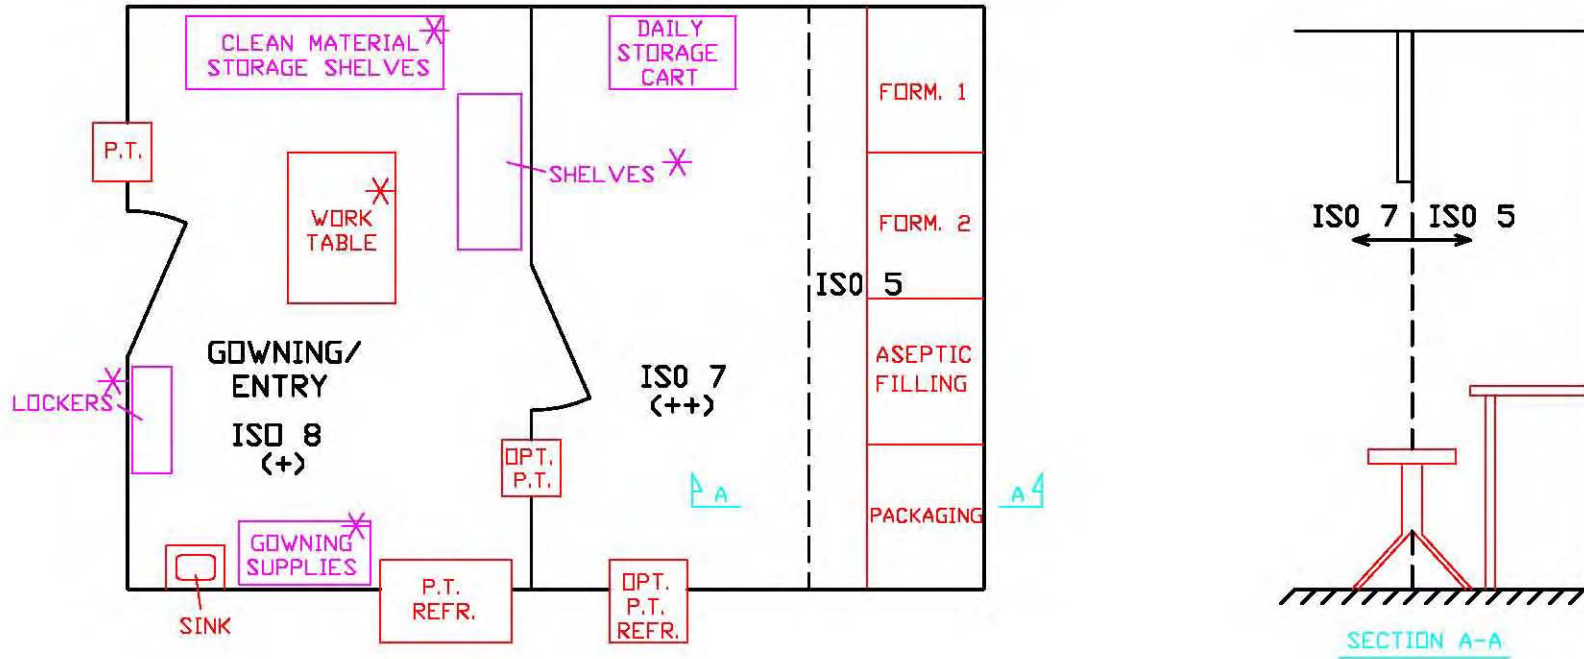 CLEAN MATERIAL
STORAGE SHELVES
DAILY
STORAGE
CART
FORM. 1
P.T.
SHELVES
WORK
TABLE
FORM. 2
ISO 5
GOWNING/
ENTRY
ISO 8
(+)
LOCKERS
ISO 7
(++)
ASEPTIC
FILLING
OPT.
P.T.
A
A
PACKAGING
GOWNING
SUPPLIES
SINK
P.T.
REFR.
OPT.
P.T.
REFR.
ISO 7
ISO 5
SECTION A-A